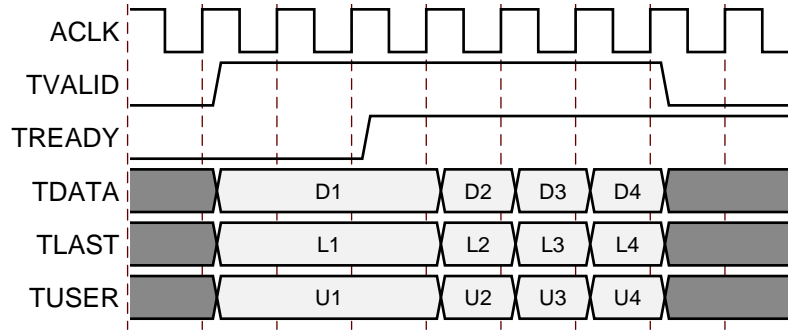 ACLK
TVALID
TREADY
TDATA D1 D2 D3 D4
TLAST L1 L2 L3 L4
TUSER U1 U2 U3 U4